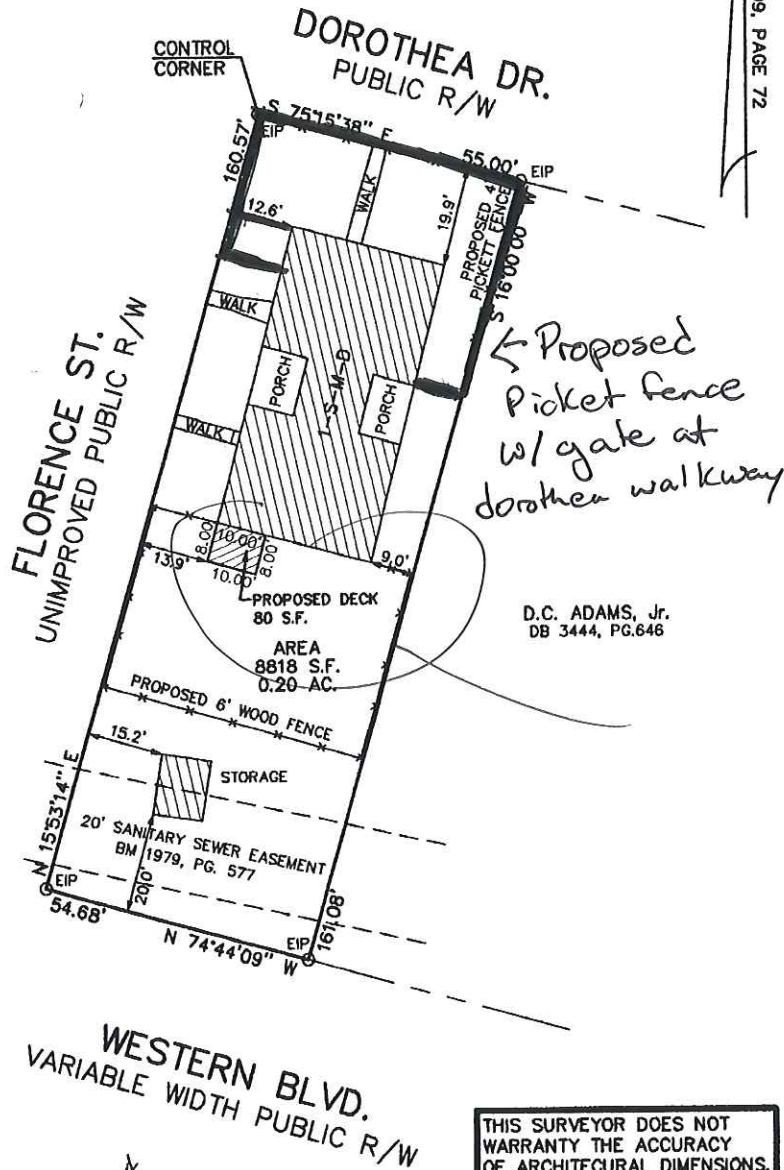 9, PAGE 72
DOROTHEA DR.
PUBLIC R/W
CONTROL
CORNER
S 75°15'38" E
55.00'
EIP
EIP
160.57'
12.6'
WALK
19.9'
PROPOSED 4'
PICKETT FENCE
S 16°00'00" W
WALK
PORCH
1-S-M-D
PORCH
WALK
← Proposed
Picket fence
w/ gate at
dorothea walkway
FLORENCE ST.
UNIMPROVED PUBLIC R/W
8.00'
10.00'
8.00'
10.00'
13.9'
9.0'
PROPOSED DECK
80 S.F.
AREA
8818 S.F.
0.20 AC.
D.C. ADAMS, Jr.
DB 3444, PG.646
PROPOSED 6' WOOD FENCE
15.2'
STORAGE
N 15°53'14" E
20' SANITARY SEWER EASEMENT
BM 1979, PG. 577
20.0'
EIP
54.68'
N 74°44'09" W
EIP
161.08'
WESTERN BLVD.
VARIABLE WIDTH PUBLIC R/W
THIS SURVEYOR DOES NOT
WARRANTY THE ACCURACY
OF ARCHITECURAL DIMENSIONS